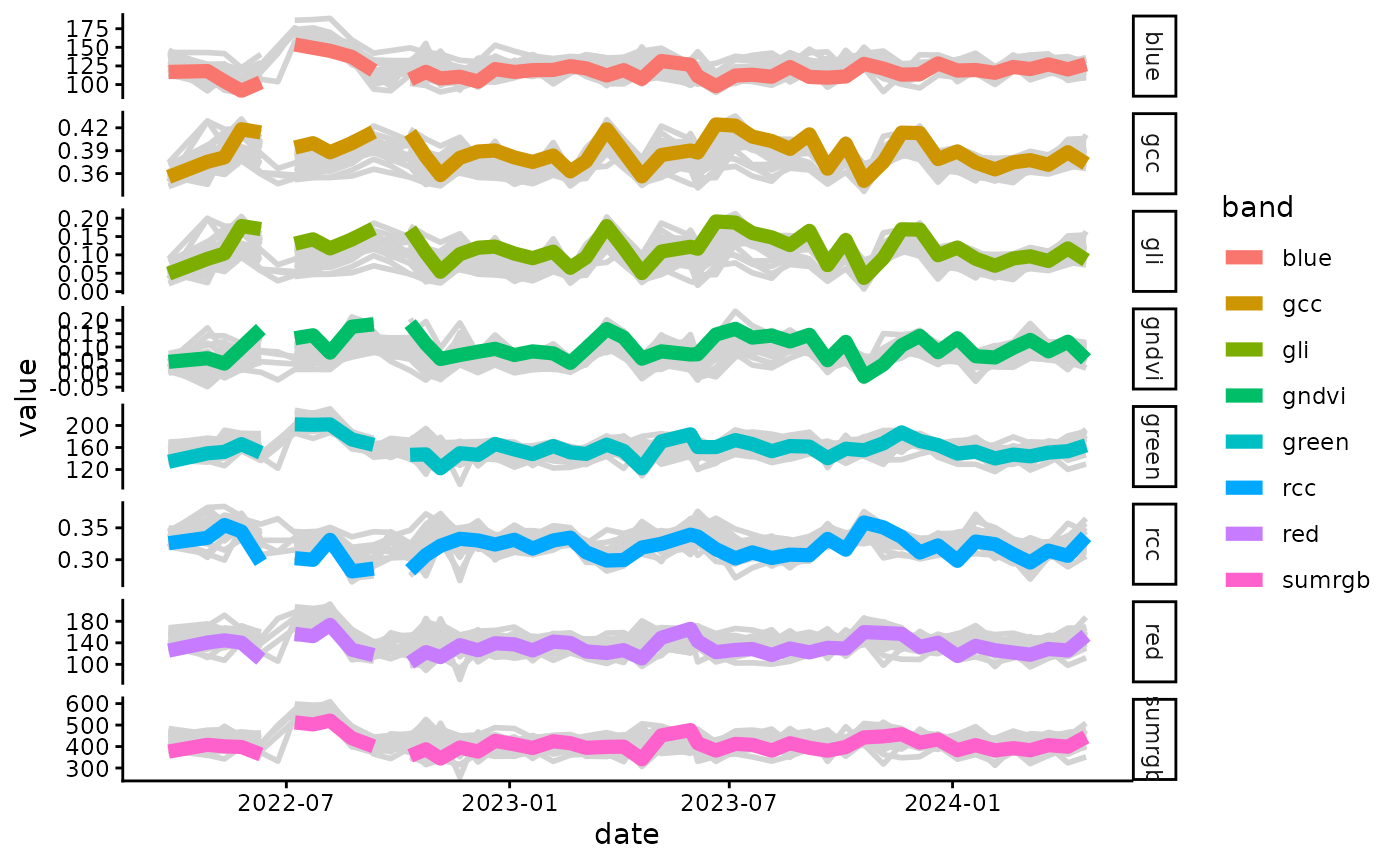 175
150
125
100
blue
0.42
0.39
0.36
gcc
0.20
0.15
0.10
0.05
0.00
gli
0.20
0.15
0.10
0.05
0.00
-0.05
gndvi
200
160
120
green
0.35
0.30
rcc
180
140
100
red
600
500
400
300
sumrgb
2022-07
2023-01
2023-07
2024-01
date
value
band
blue
gcc
gli
gndvi
green
rcc
red
sumrgb